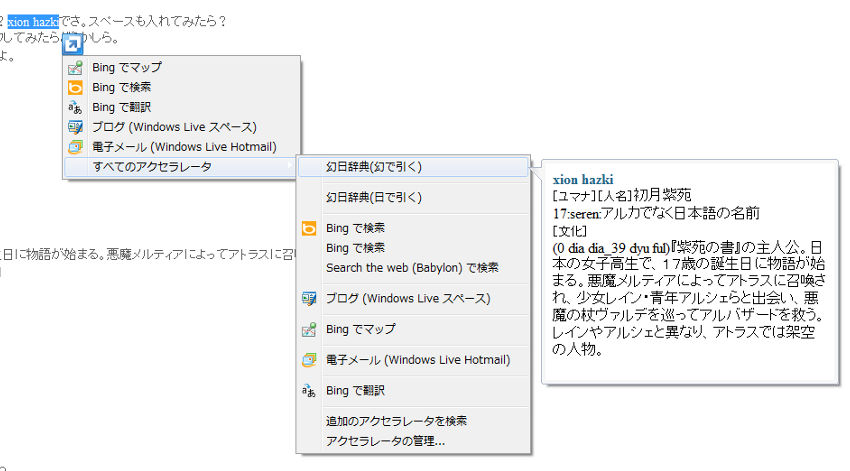 ？ xion hazkiでさ。スペースも入れてみたら？
してみたら かしら。
よ。
Bing でマップ
Bing で検索
Bing で翻訳
ブログ (Windows Live スペース)
電子メール (Windows Live Hotmail)
すべてのアクセラレータ
幻日辞典(幻で引く)
幻日辞典(日で引く)
Bing で検索
Bing で検索
Search the web (Babylon) で検索
ブログ (Windows Live スペース)
Bing でマップ
電子メール (Windows Live Hotmail)
Bing で翻訳
追加のアクセラレータを検索
アクセラレータの管理...
xion hazki
[ユマナ][人名]初月紫苑
17:seren:アルカでなく日本語の名前
[文化]
(0 dia dia_39 dyu ful)『紫苑の書』の主人公。日
本の女子高生で、１７歳の誕生日に物語が始
まる。悪魔メルティアによってアトラスに召喚さ
れ、少女レイン・青年アルシェらと出会い、悪
魔の杖ヴァルデを巡ってアルバザードを救う。
レインやアルシェと異なり、アトラスでは架空
の人物。
日に物語が始まる。悪魔メルティアによってアトラスに召